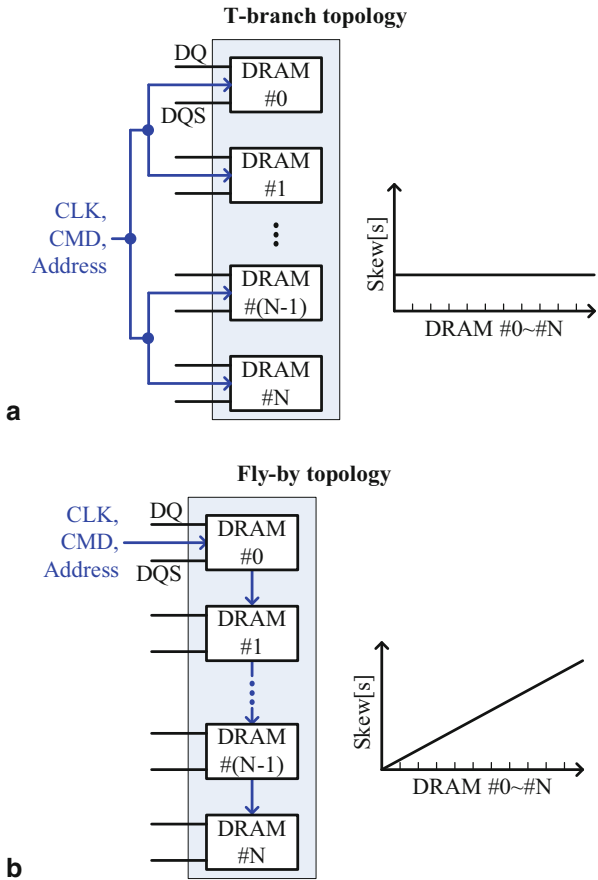 T-branch topology
DQ
DRAM
#0
DQS
DRAM
#1
CLK,
CMD,
Address
DRAM
#(N-1)
DRAM
#N
Skew[s]
DRAM #0~#N
a
Fly-by topology
CLK,
CMD,
Address
DQ
DRAM
#0
DQS
DRAM
#1
DRAM
#(N-1)
DRAM
#N
Skew[s]
DRAM #0~#N
b